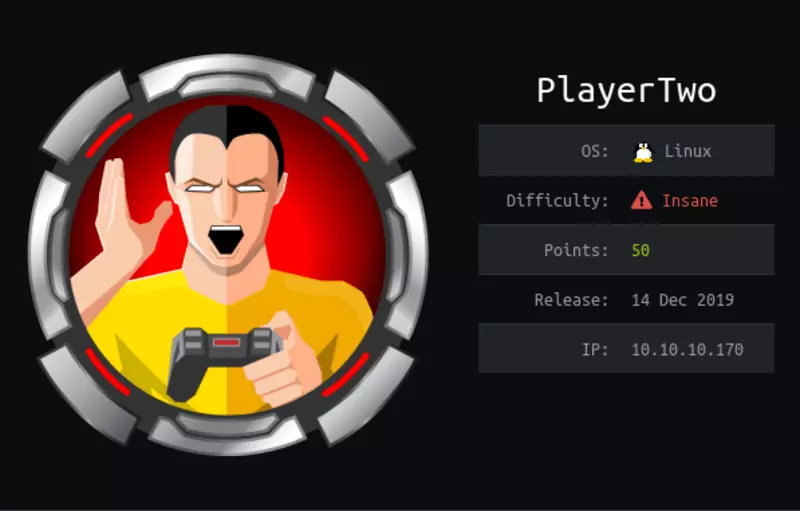 PlayerTwo
OS: Linux
Difficulty: Insane
Points: 50
Release: 14 Dec 2019
IP: 10.10.10.170